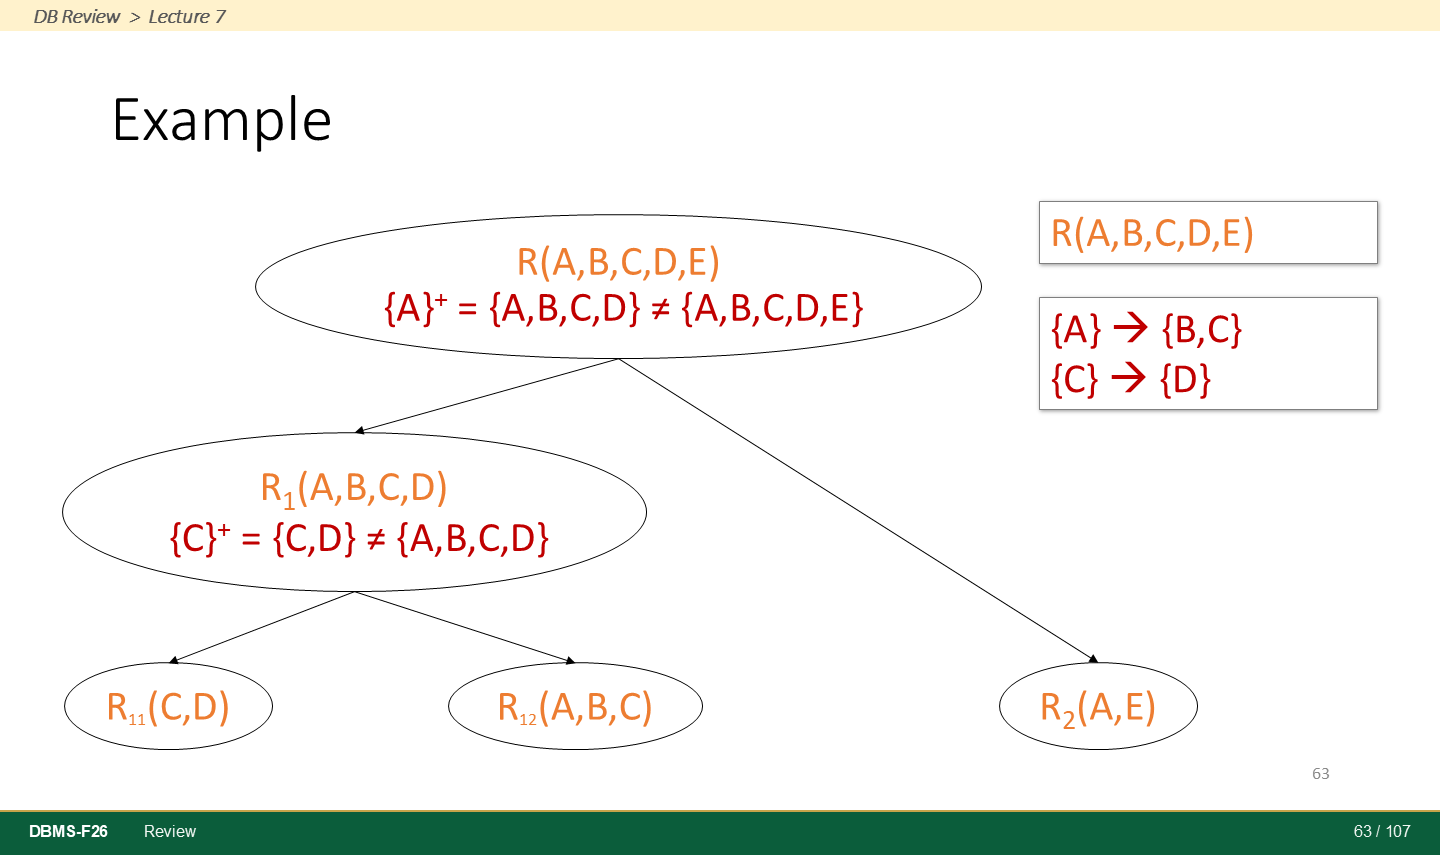 DB Review > Lecture 7
Example
R(A,B,C,D,E)
{A}⁺ = {A,B,C,D} ≠ {A,B,C,D,E}
R(A,B,C,D,E)
{A} → {B,C}
{C} → {D}
R₁(A,B,C,D)
{C}⁺ = {C,D} ≠ {A,B,C,D}
R₁₁(C,D)
R₁₂(A,B,C)
R₂(A,E)
63
DBMS-F26 Review 63 / 107